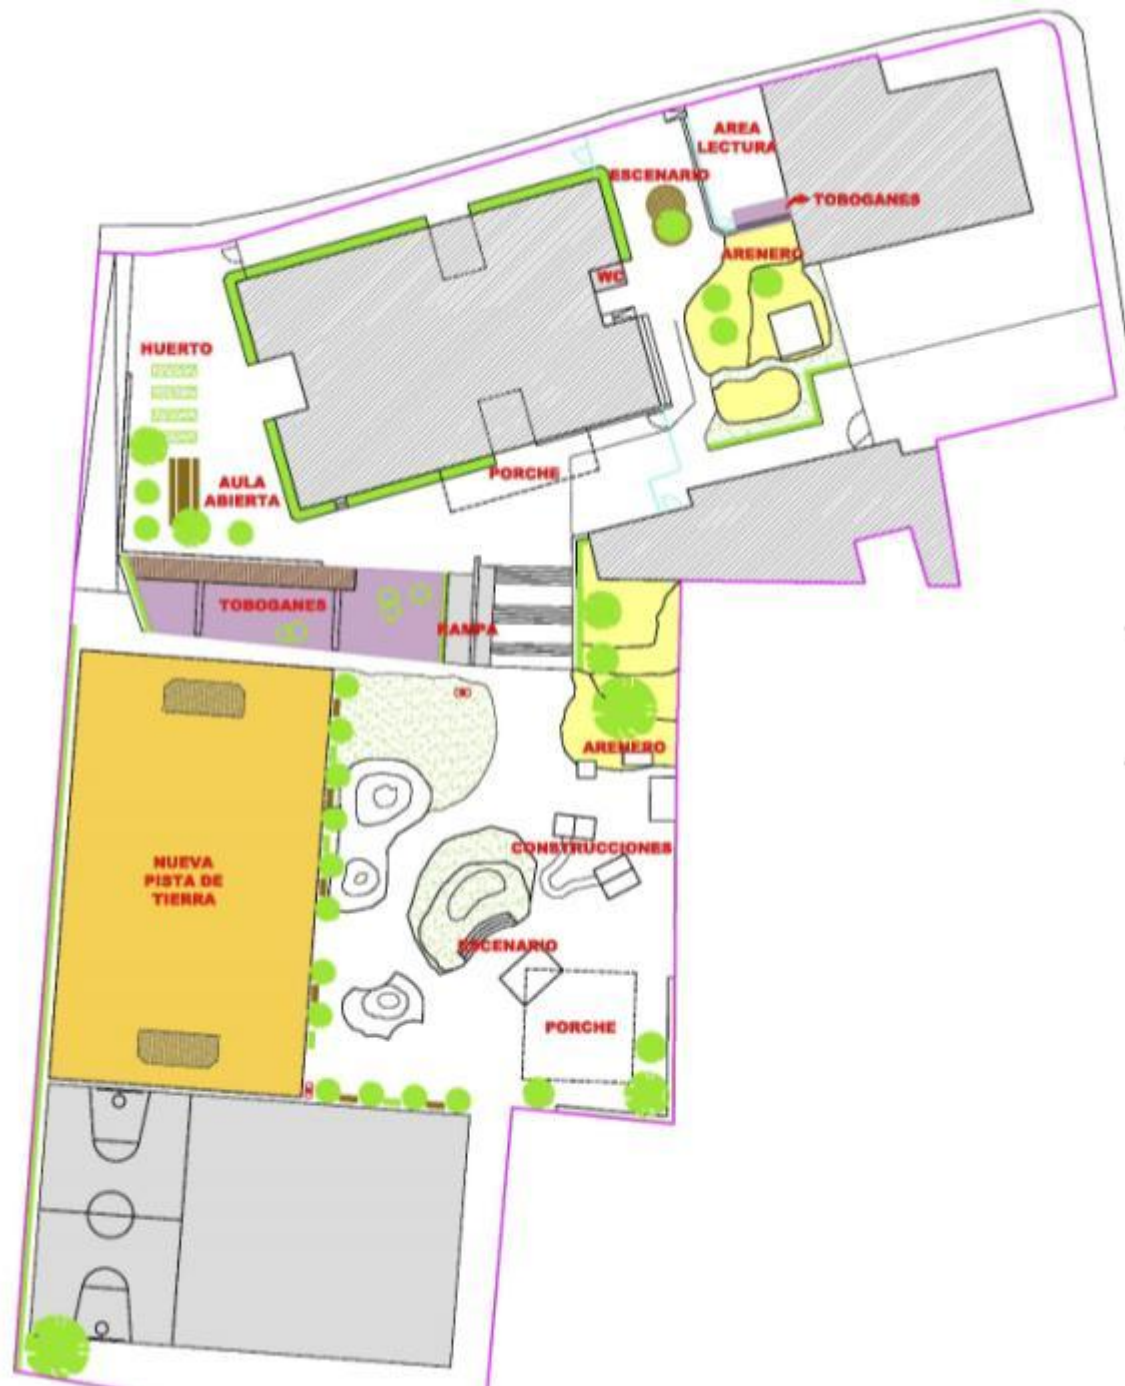 AREA
LECTURA
ESCENARIO
TOBOGANES
ARENERO
WC
HUERTO
PORCHE
AULA
ABIERTA
TOBOGANES
RAMPA
ARENERO
NUEVA
PISTA DE
TIERRA
CONSTRUCCIONES
ESCENARIO
PORCHE